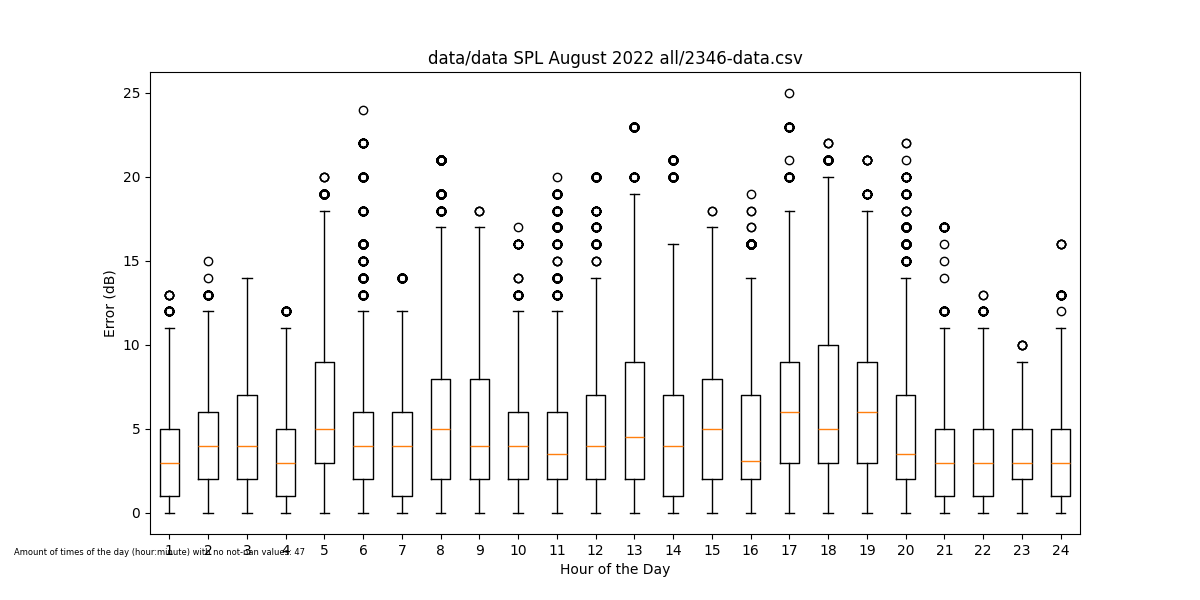 data/data SPL August 2022 all/2346-data.csv
25
20
15
10
5
0
Error (dB)
1 2 3 4 5 6 7 8 9 10 11 12 13 14 15 16 17 18 19 20 21 22 23 24
Amount of times of the day (hour:minute) with no not-nan values: 47
Hour of the Day